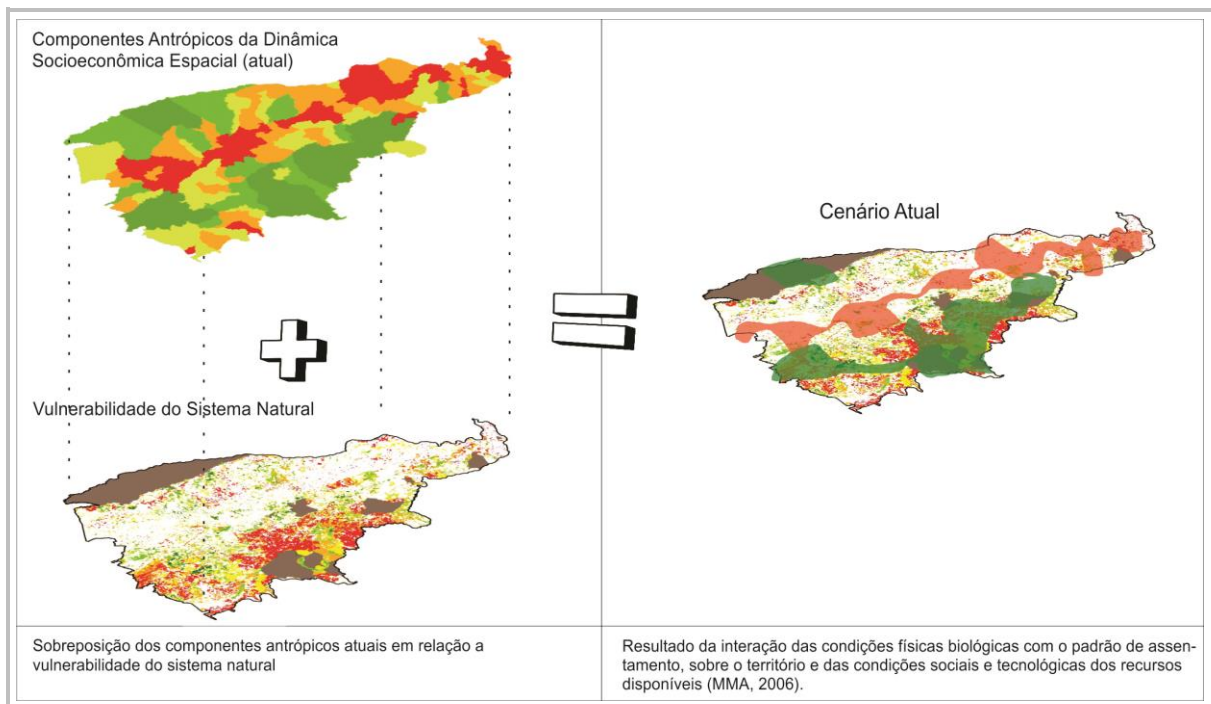 Componentes Antrópicos da Dinâmica
Socioeconômica Espacial (atual)
Vulnerabilidade do Sistema Natural
Cenário Atual
Sobreposição dos componentes antrópicos atuais em relação a
vulnerabilidade do sistema natural
Resultado da interação das condições físicas biológicas com o padrão de assen-
tamento, sobre o território e das condições sociais e tecnológicas dos recursos
disponíveis (MMA, 2006).